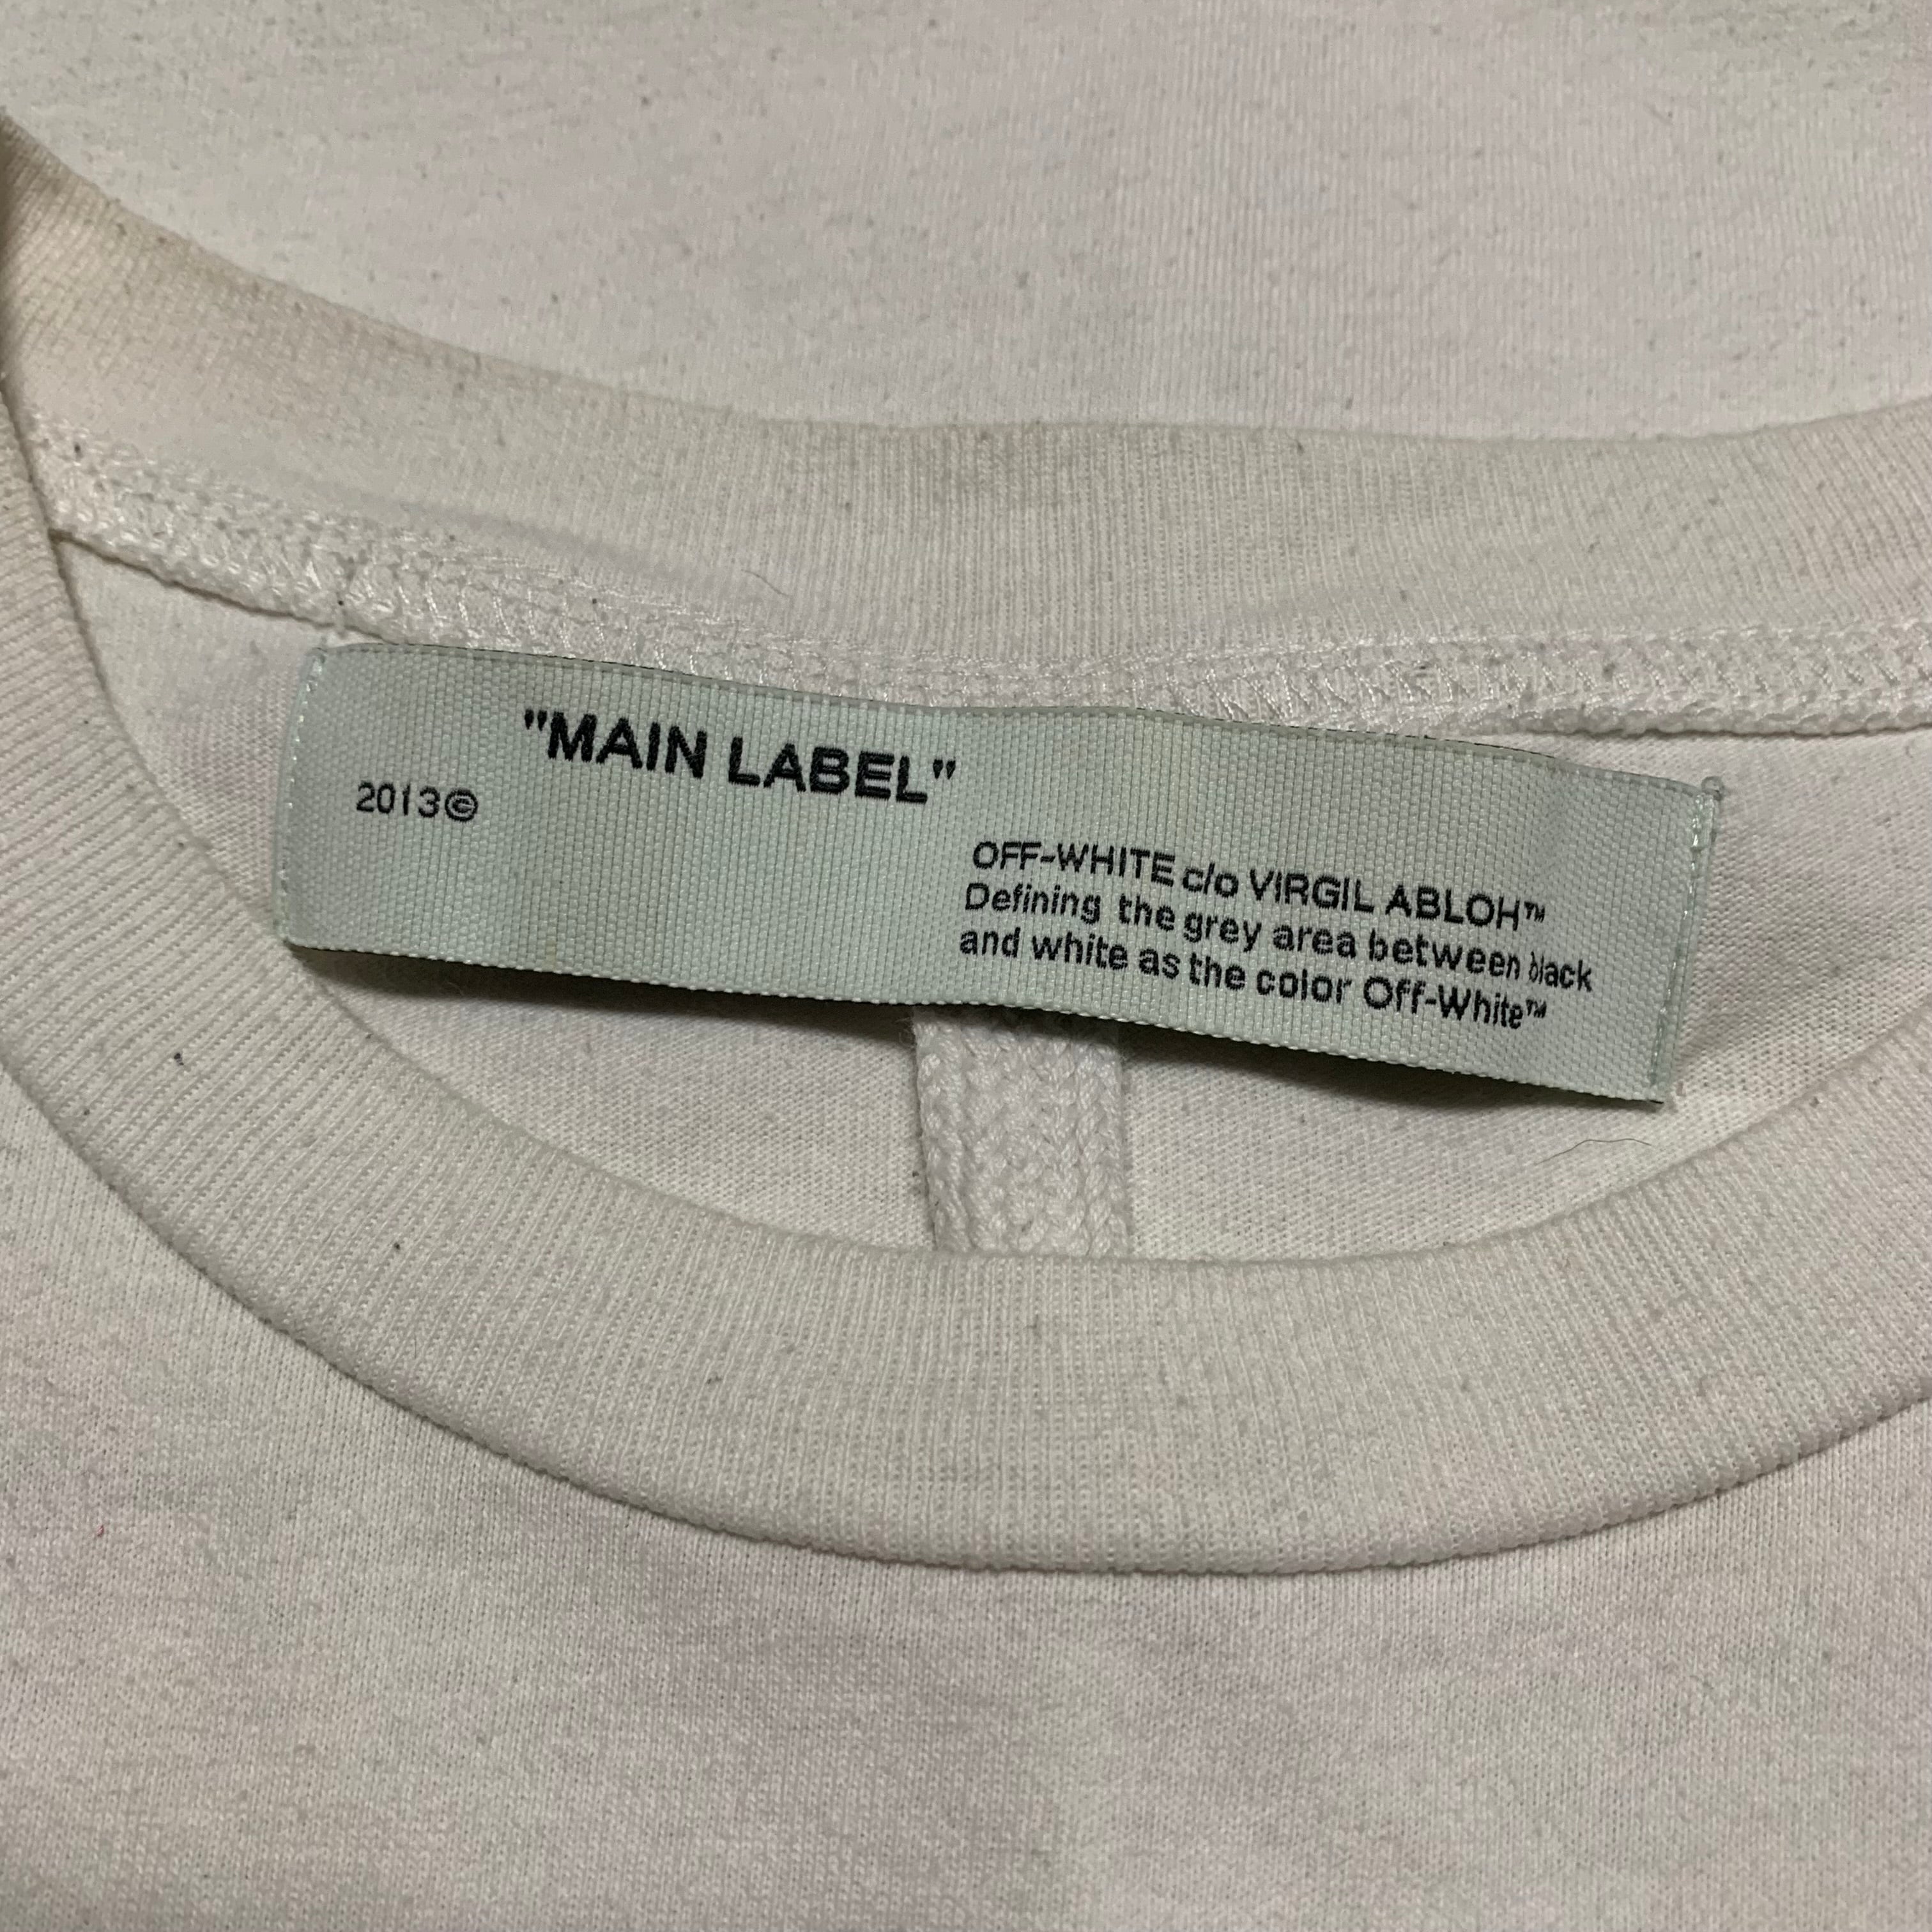 "MAIN LABEL"
2013©
OFF-WHITE c/o VIRGIL ABLOH™
Defining the grey area between black
and white as the color Off-White™